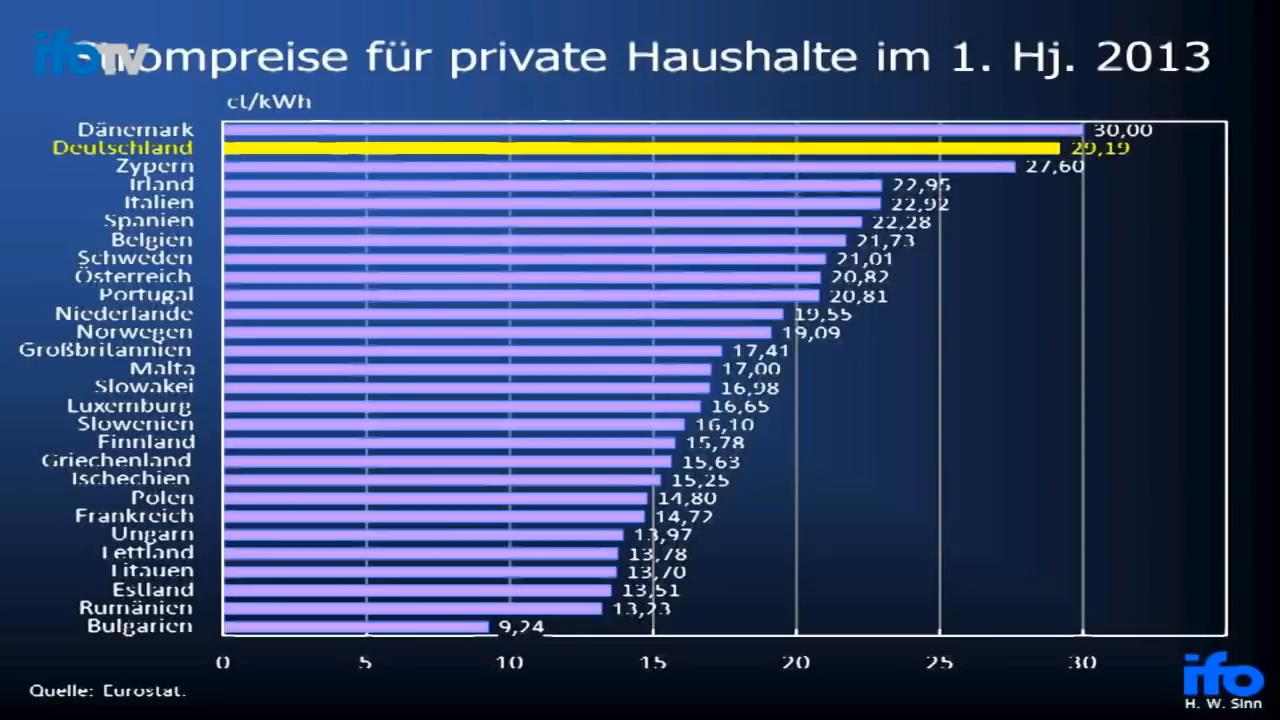 ifoTV
Strompreise für private Haushalte im 1. Hj. 2013
ct/kWh
Dänemark 30,00
Deutschland 29,19
Zypern 27,60
Irland 22,95
Italien 22,92
Spanien 22,28
Belgien 21,73
Schweden 21,01
Österreich 20,82
Portugal 20,81
Niederlande 19,55
Norwegen 19,09
Großbritannien 17,41
Malta 17,00
Slowakei 16,98
Luxemburg 16,65
Slowenien 16,10
Finnland 15,78
Griechenland 15,63
Tschechien 15,25
Polen 14,80
Frankreich 14,72
Ungarn 13,97
Lettland 13,78
Litauen 13,70
Estland 13,51
Rumänien 13,23
Bulgarien 9,24
0 5 10 15 20 25 30
Quelle: Eurostat.
ifo
H. W. Sinn